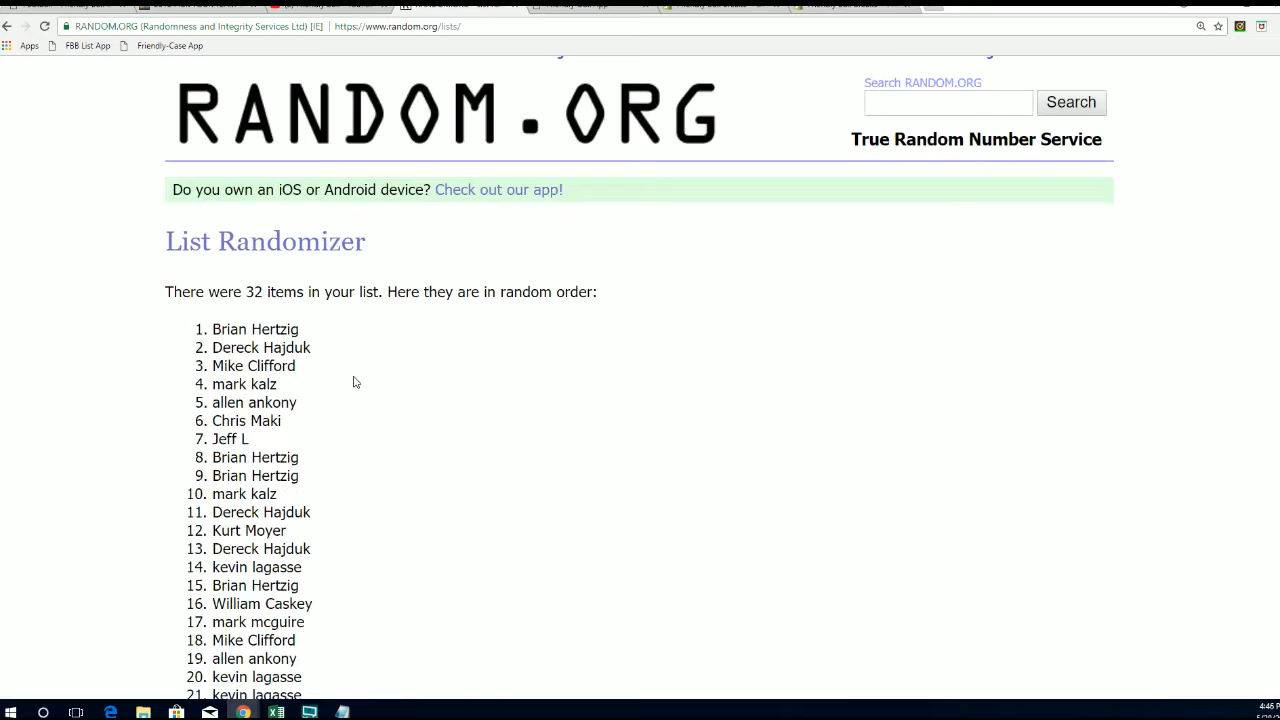 RANDOM.ORG (Randomness and Integrity Services Ltd) [IE] https://www.random.org/lists/
Apps FBB List App Friendly-Case App
Search RANDOM.ORG
RANDOM.ORG
Search
True Random Number Service
Do you own an iOS or Android device? Check out our app!
List Randomizer
There were 32 items in your list. Here they are in random order:
1. Brian Hertzig
2. Dereck Hajduk
3. Mike Clifford
4. mark kalz
5. allen ankony
6. Chris Maki
7. Jeff L
8. Brian Hertzig
9. Brian Hertzig
10. mark kalz
11. Dereck Hajduk
12. Kurt Moyer
13. Dereck Hajduk
14. kevin lagasse
15. Brian Hertzig
16. William Caskey
17. mark mcguire
18. Mike Clifford
19. allen ankony
20. kevin lagasse
21. kevin lagasse
4:46 P